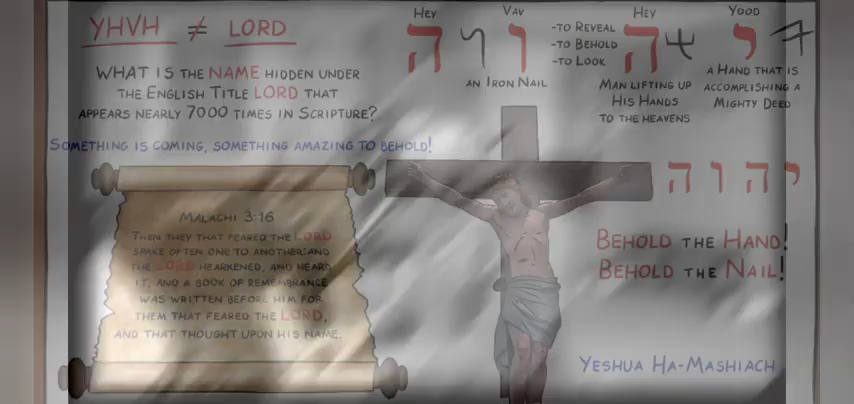 YHVH ≠ LORD
WHAT IS THE NAME HIDDEN UNDER
THE ENGLISH TITLE LORD THAT
APPEARS NEARLY 7000 TIMES IN SCRIPTURE?
SOMETHING IS COMING, SOMETHING AMAZING TO BEHOLD!
MALACHI 3:16
THEN THEY THAT FEARED THE LORD
SPAKE OFTEN ONE TO ANOTHER: AND
THE LORD HEARKENED, AND HEARD
IT, AND A BOOK OF REMEMBRANCE
WAS WRITTEN BEFORE HIM FOR
THEM THAT FEARED THE LORD,
AND THAT THOUGHT UPON HIS NAME.
HEY
ה
VAV
ו
AN IRON NAIL
-TO REVEAL
-TO BEHOLD
-TO LOOK
HEY
ה
MAN LIFTING UP
HIS HANDS
TO THE HEAVENS
YOOD
י
A HAND THAT IS
ACCOMPLISHING A
MIGHTY DEED
יהוה
BEHOLD THE HAND!
BEHOLD THE NAIL!
YESHUA HA-MASHIACH